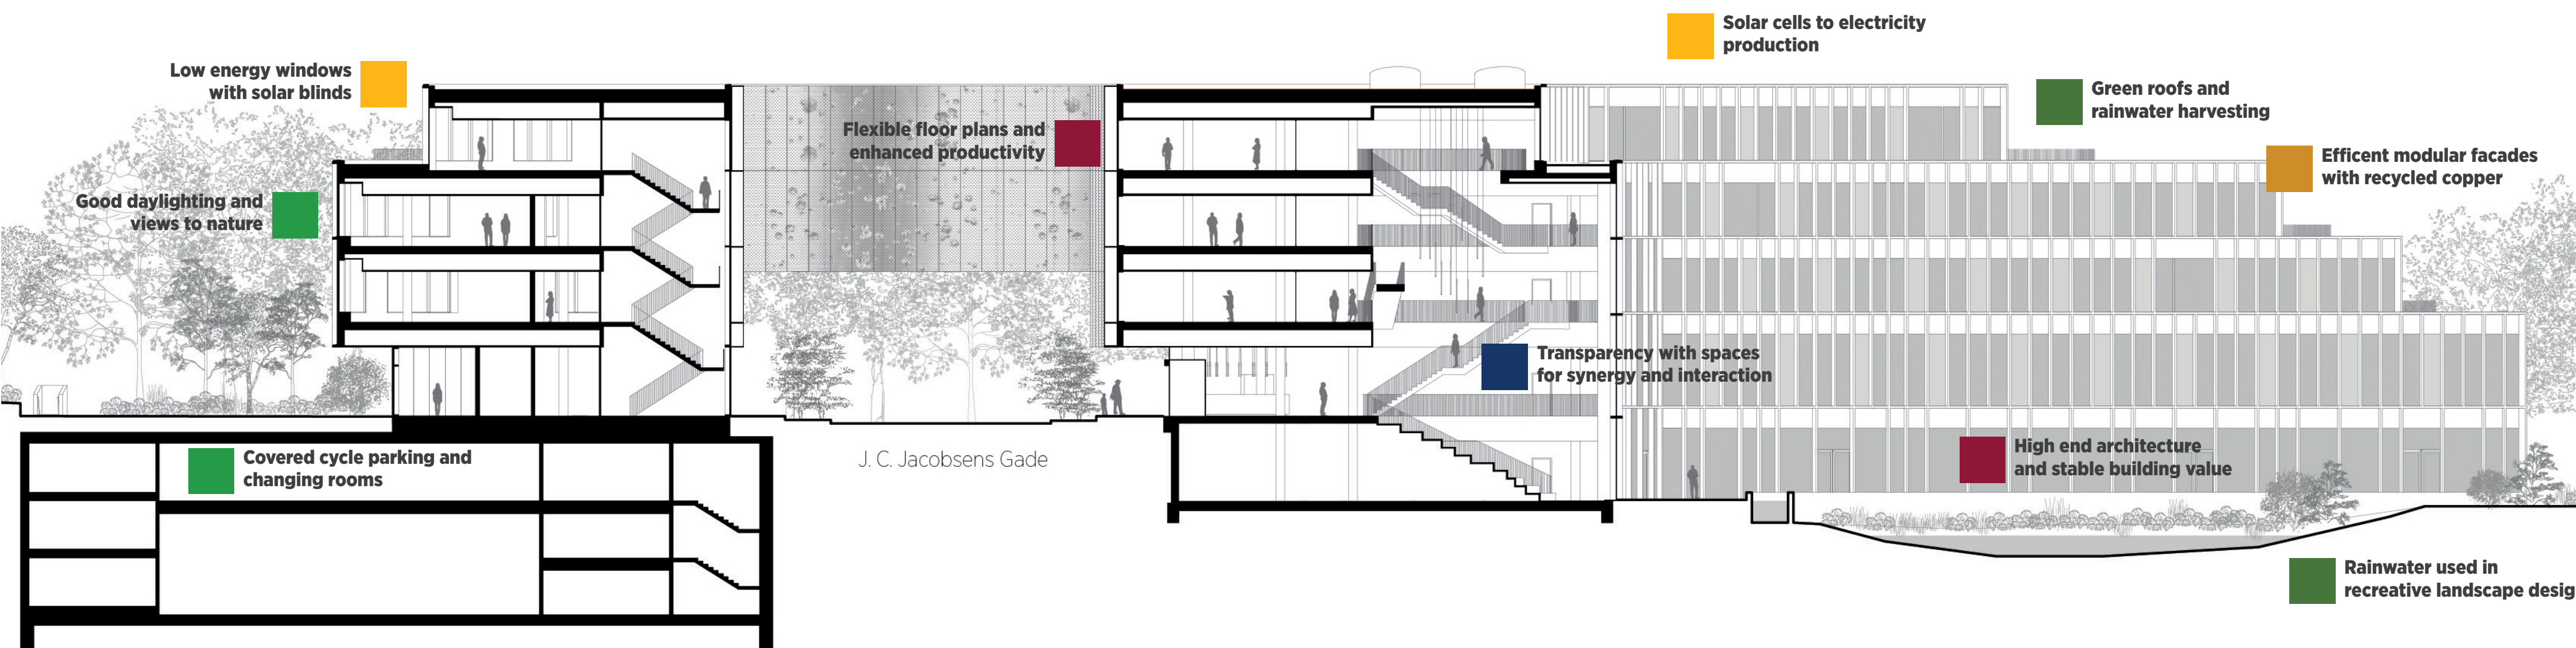 Solar cells to electricity
production
Low energy windows
with solar blinds
Green roofs and
rainwater harvesting
Flexible floor plans and
enhanced productivity
Efficent modular facades
with recycled copper
Good daylighting and
views to nature
Transparency with spaces
for synergy and interaction
High end architecture
and stable building value
Covered cycle parking and
changing rooms
J. C. Jacobsens Gade
Rainwater used in
recreative landscape desig